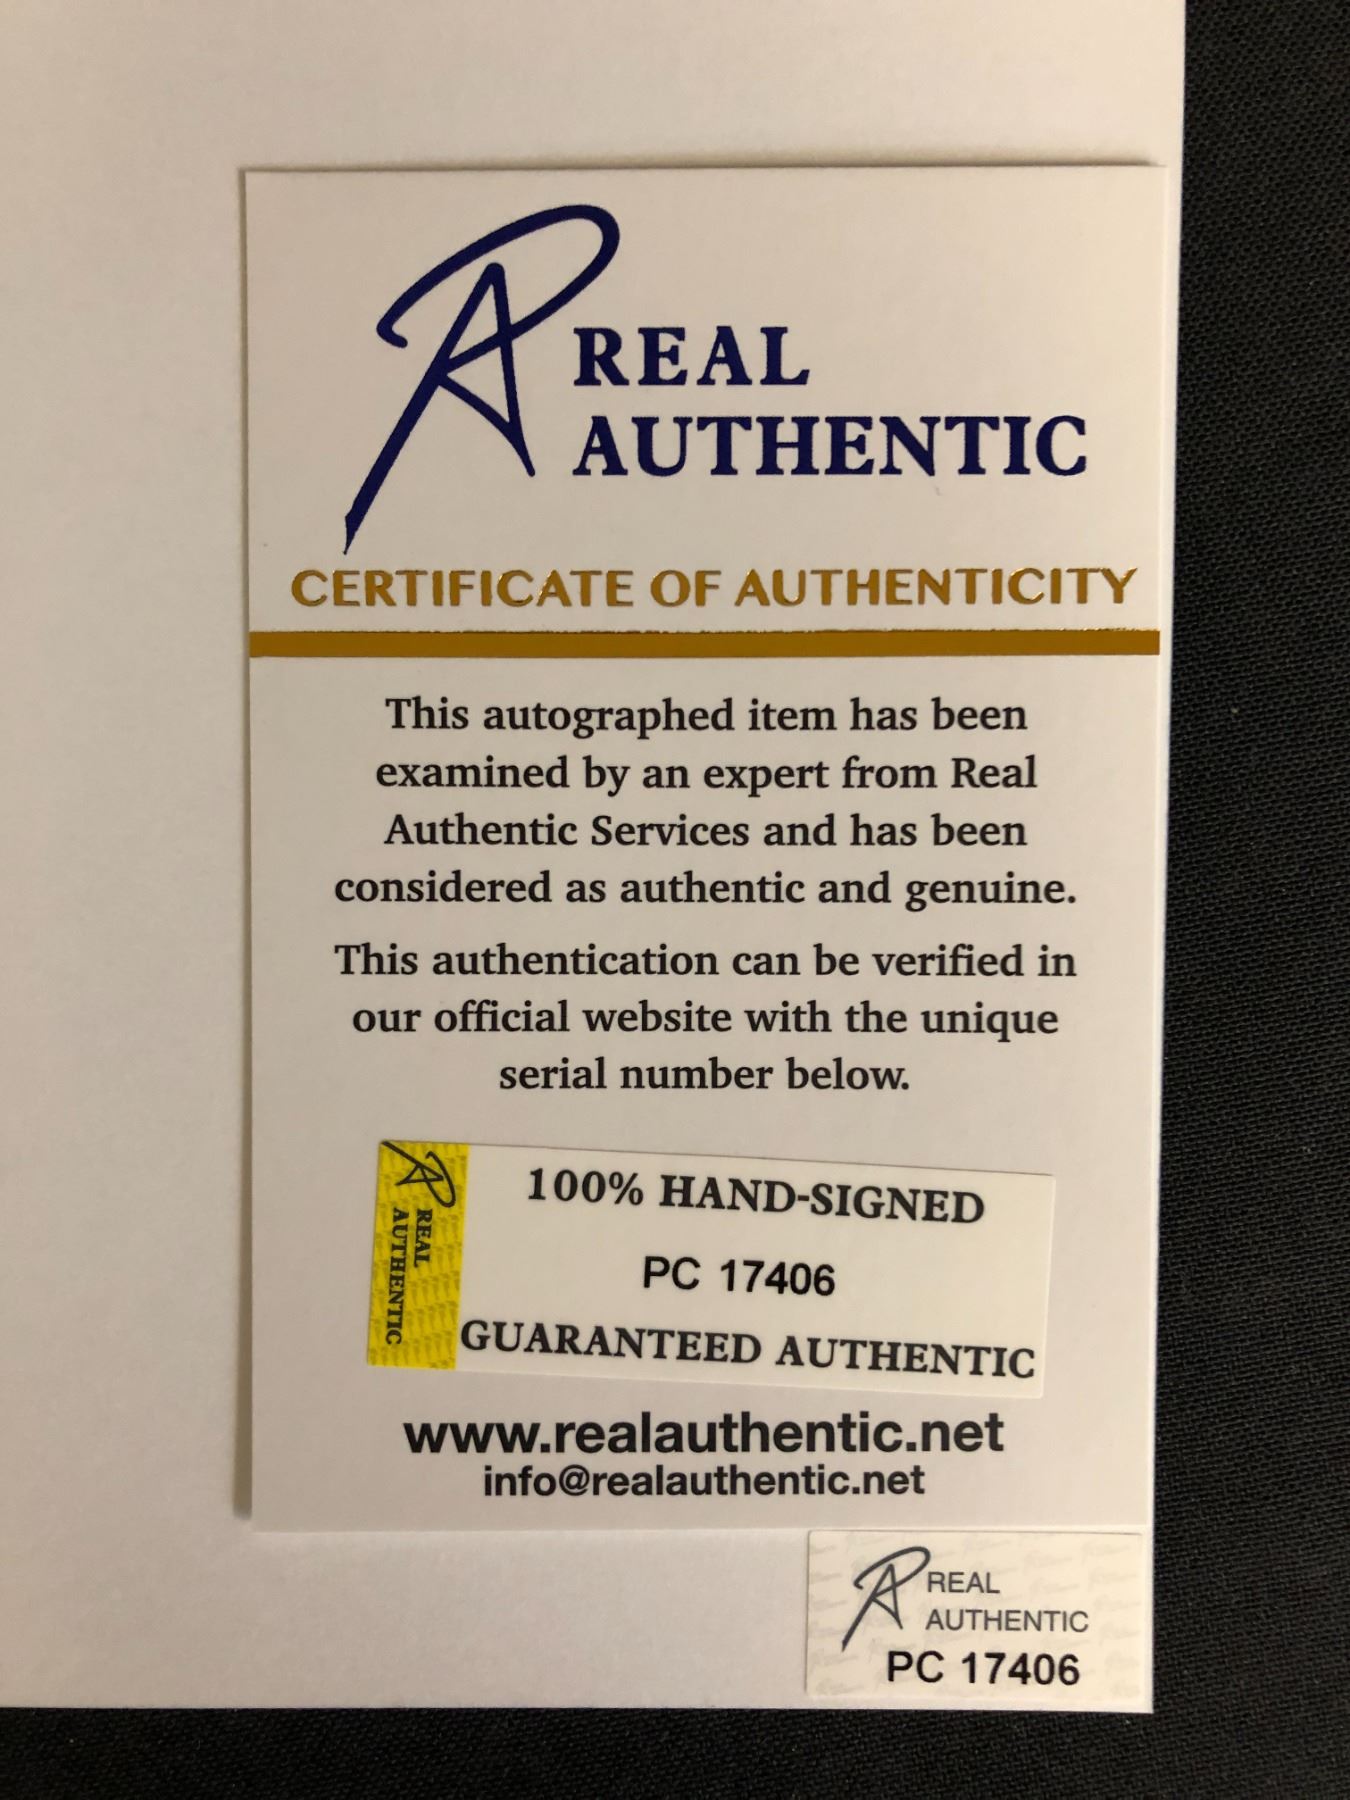 RA REAL
AUTHENTIC
CERTIFICATE OF AUTHENTICITY
This autographed item has been
examined by an expert from Real
Authentic Services and has been
considered as authentic and genuine.
This authentication can be verified in
our official website with the unique
serial number below.
RA REAL
AUTHENTIC
100% HAND-SIGNED
PC 17406
GUARANTEED AUTHENTIC
www.realauthentic.net
info@realauthentic.net
RA REAL
AUTHENTIC
PC 17406